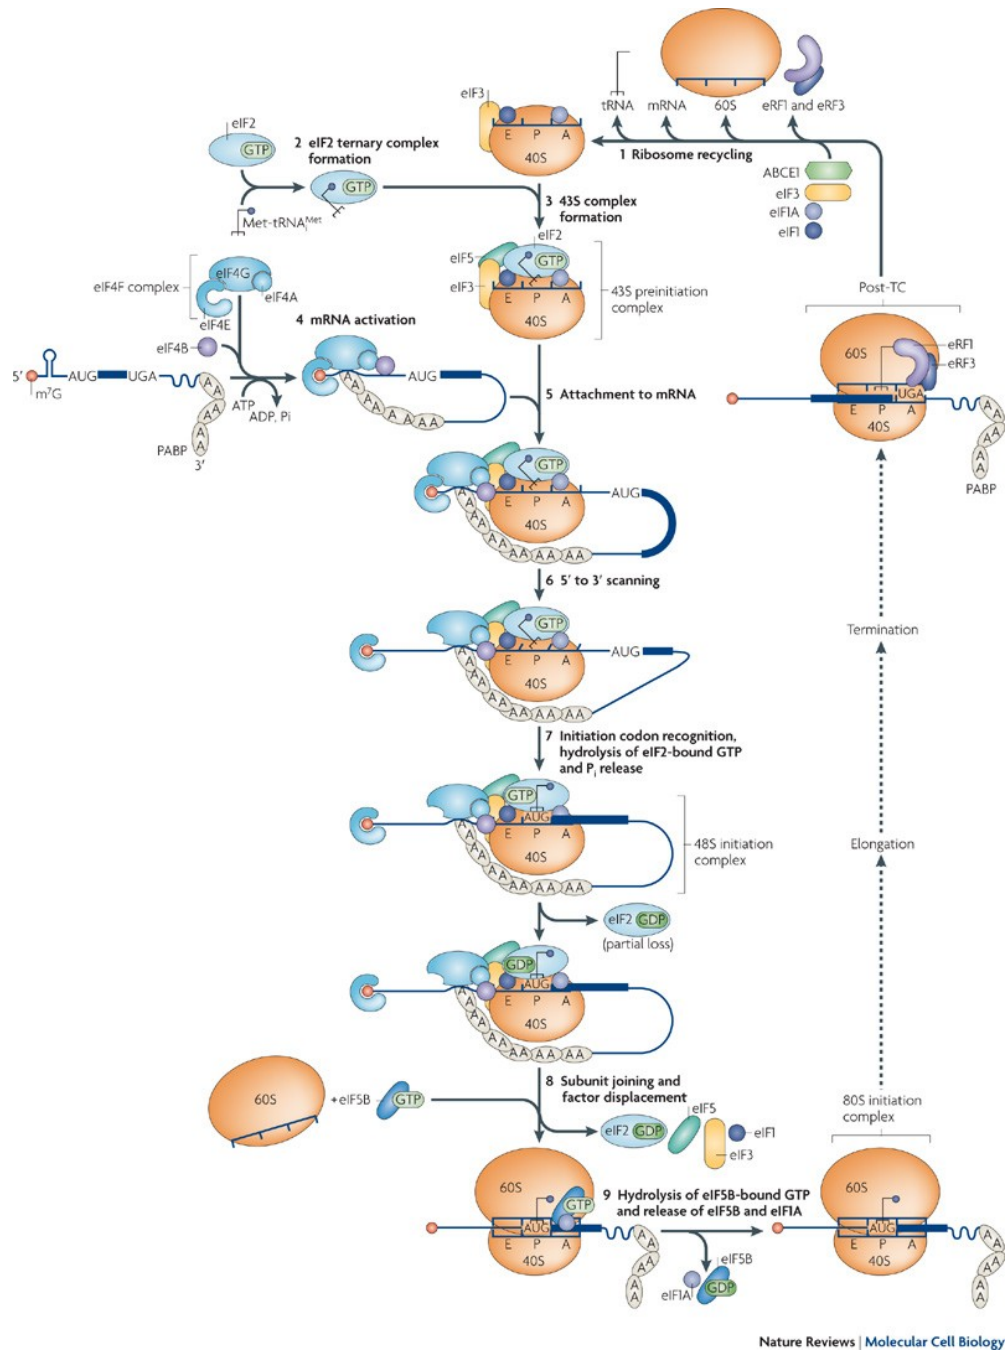 eIF3
E P A
40S
tRNA mRNA 60S eRF1 and eRF3
1 Ribosome recycling
ABCE1
eIF3
eIF1A
eIF1
eIF2
GTP
2 eIF2 ternary complex
formation
GTP
Met-tRNAiMet
3 43S complex
formation
eIF2
eIF5
GTP
eIF3
E P A
40S
43S preinitiation
complex
eIF4F complex
eIF4G
eIF4A
eIF4E
4 mRNA activation
eIF4B
5′
m7G
AUG
UGA
A
A
A
A
A
PABP
3′
ATP
ADP, Pi
AUG
A
A
A
A
A
A
A
A
A
5 Attachment to mRNA
Post-TC
60S
eRF1
eRF3
UGA
E P A
40S
A
A
A
A
A
PABP
GTP
E P A
AUG
40S
A
A
A
A
A
A
A
A
A
A
A
6 5′ to 3′ scanning
GTP
E P A
AUG
40S
A
A
A
A
A
A
A
A
A
A
A
Termination
7 Initiation codon recognition,
hydrolysis of eIF2-bound GTP
and Pi release
GTP
AUG
E P A
40S
A
A
A
A
A
A
A
A
A
A
A
48S initiation
complex
Elongation
eIF2 GDP
(partial loss)
GDP
AUG
E P A
40S
A
A
A
A
A
A
A
A
A
A
A
8 Subunit joining and
factor displacement
60S
+eIF5B
GTP
eIF2 GDP
eIF5
eIF3
eIF1
80S initiation
complex
60S
GTP
AUG
E P A
40S
A
A
A
A
A
9 Hydrolysis of eIF5B-bound GTP
and release of eIF5B and eIF1A
eIF5B
eIF1A
GDP
60S
AUG
E P A
40S
A
A
A
A
A
Nature Reviews | Molecular Cell Biology